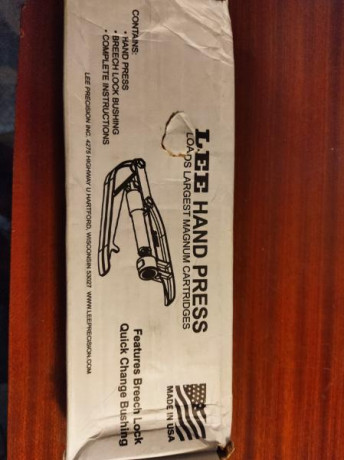 LEE HAND PRESS
LOADS LARGEST MAGNUM CARTRIDGES
CONTAINS:
• HAND PRESS
• BREECH LOCK BUSHING
• COMPLETE INSTRUCTIONS
LEE PRECISION INC. 4275 HIGHWAY U HARTFORD, WISCONSIN 53027 WWW.LEEPRECISION.COM
Features Breech Lock
Quick Change Bushing
MADE IN USA